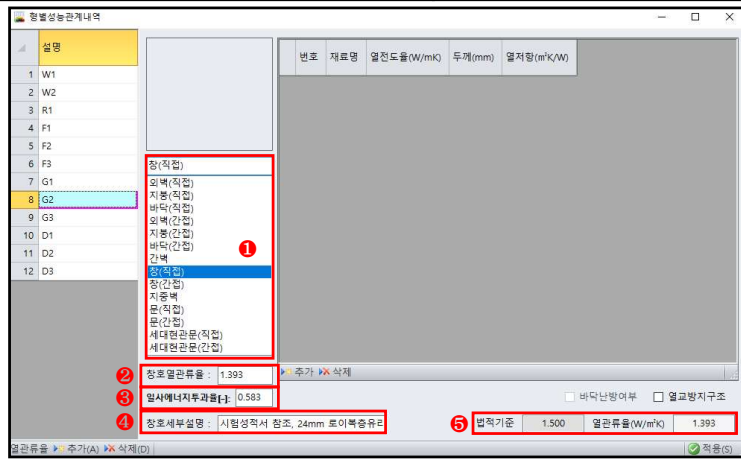 형별성능관계내역
설명
1 W1
2 W2
3 R1
4 F1
5 F2
6 F3
7 G1
8 G2
9 G3
10 D1
11 D2
12 D3
번호 재료명 열전도율(W/mK) 두께(mm) 열저항(㎡K/W)
창(직접)
외벽(직접)
지붕(직접)
바닥(직접)
외벽(간접)
지붕(간접)
바닥(간접)
간벽
창(직접)
창(간접)
지중벽
문(직접)
문(간접)
세대현관문(직접)
세대현관문(간접)
❶
❷ 창호열관류율 : 1.393
추가 삭제
❸ 일사에너지투과율[-]: 0.583
바닥난방여부 열교방지구조
❹ 창호세부설명 : 시험성적서 참조, 24mm 로이복층유리
❺ 법적기준 1.500 열관류율(W/㎡K) 1.393
열관류율 추가(A) 삭제(D) 적용(S)